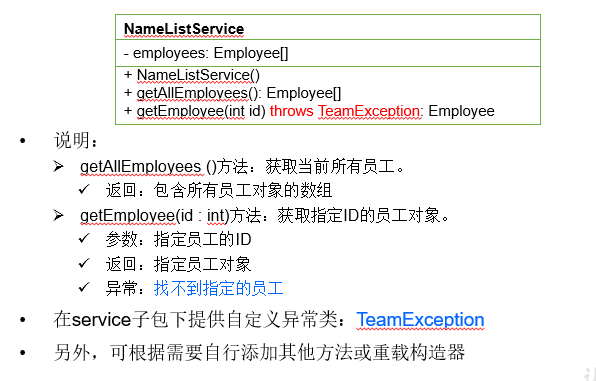 NameListService
- employees: Employee[]
+ NameListService()
+ getAllEmployees(): Employee[]
+ getEmployee(int id) throws TeamException: Employee
• 说明：
➢ getAllEmployees ()方法：获取当前所有员工。
✓ 返回：包含所有员工对象的数组
➢ getEmployee(id : int)方法：获取指定ID的员工对象。
✓ 参数：指定员工的ID
✓ 返回：指定员工对象
✓ 异常：找不到指定的员工
• 在service子包下提供自定义异常类：TeamException
• 另外，可根据需要自行添加其他方法或重载构造器